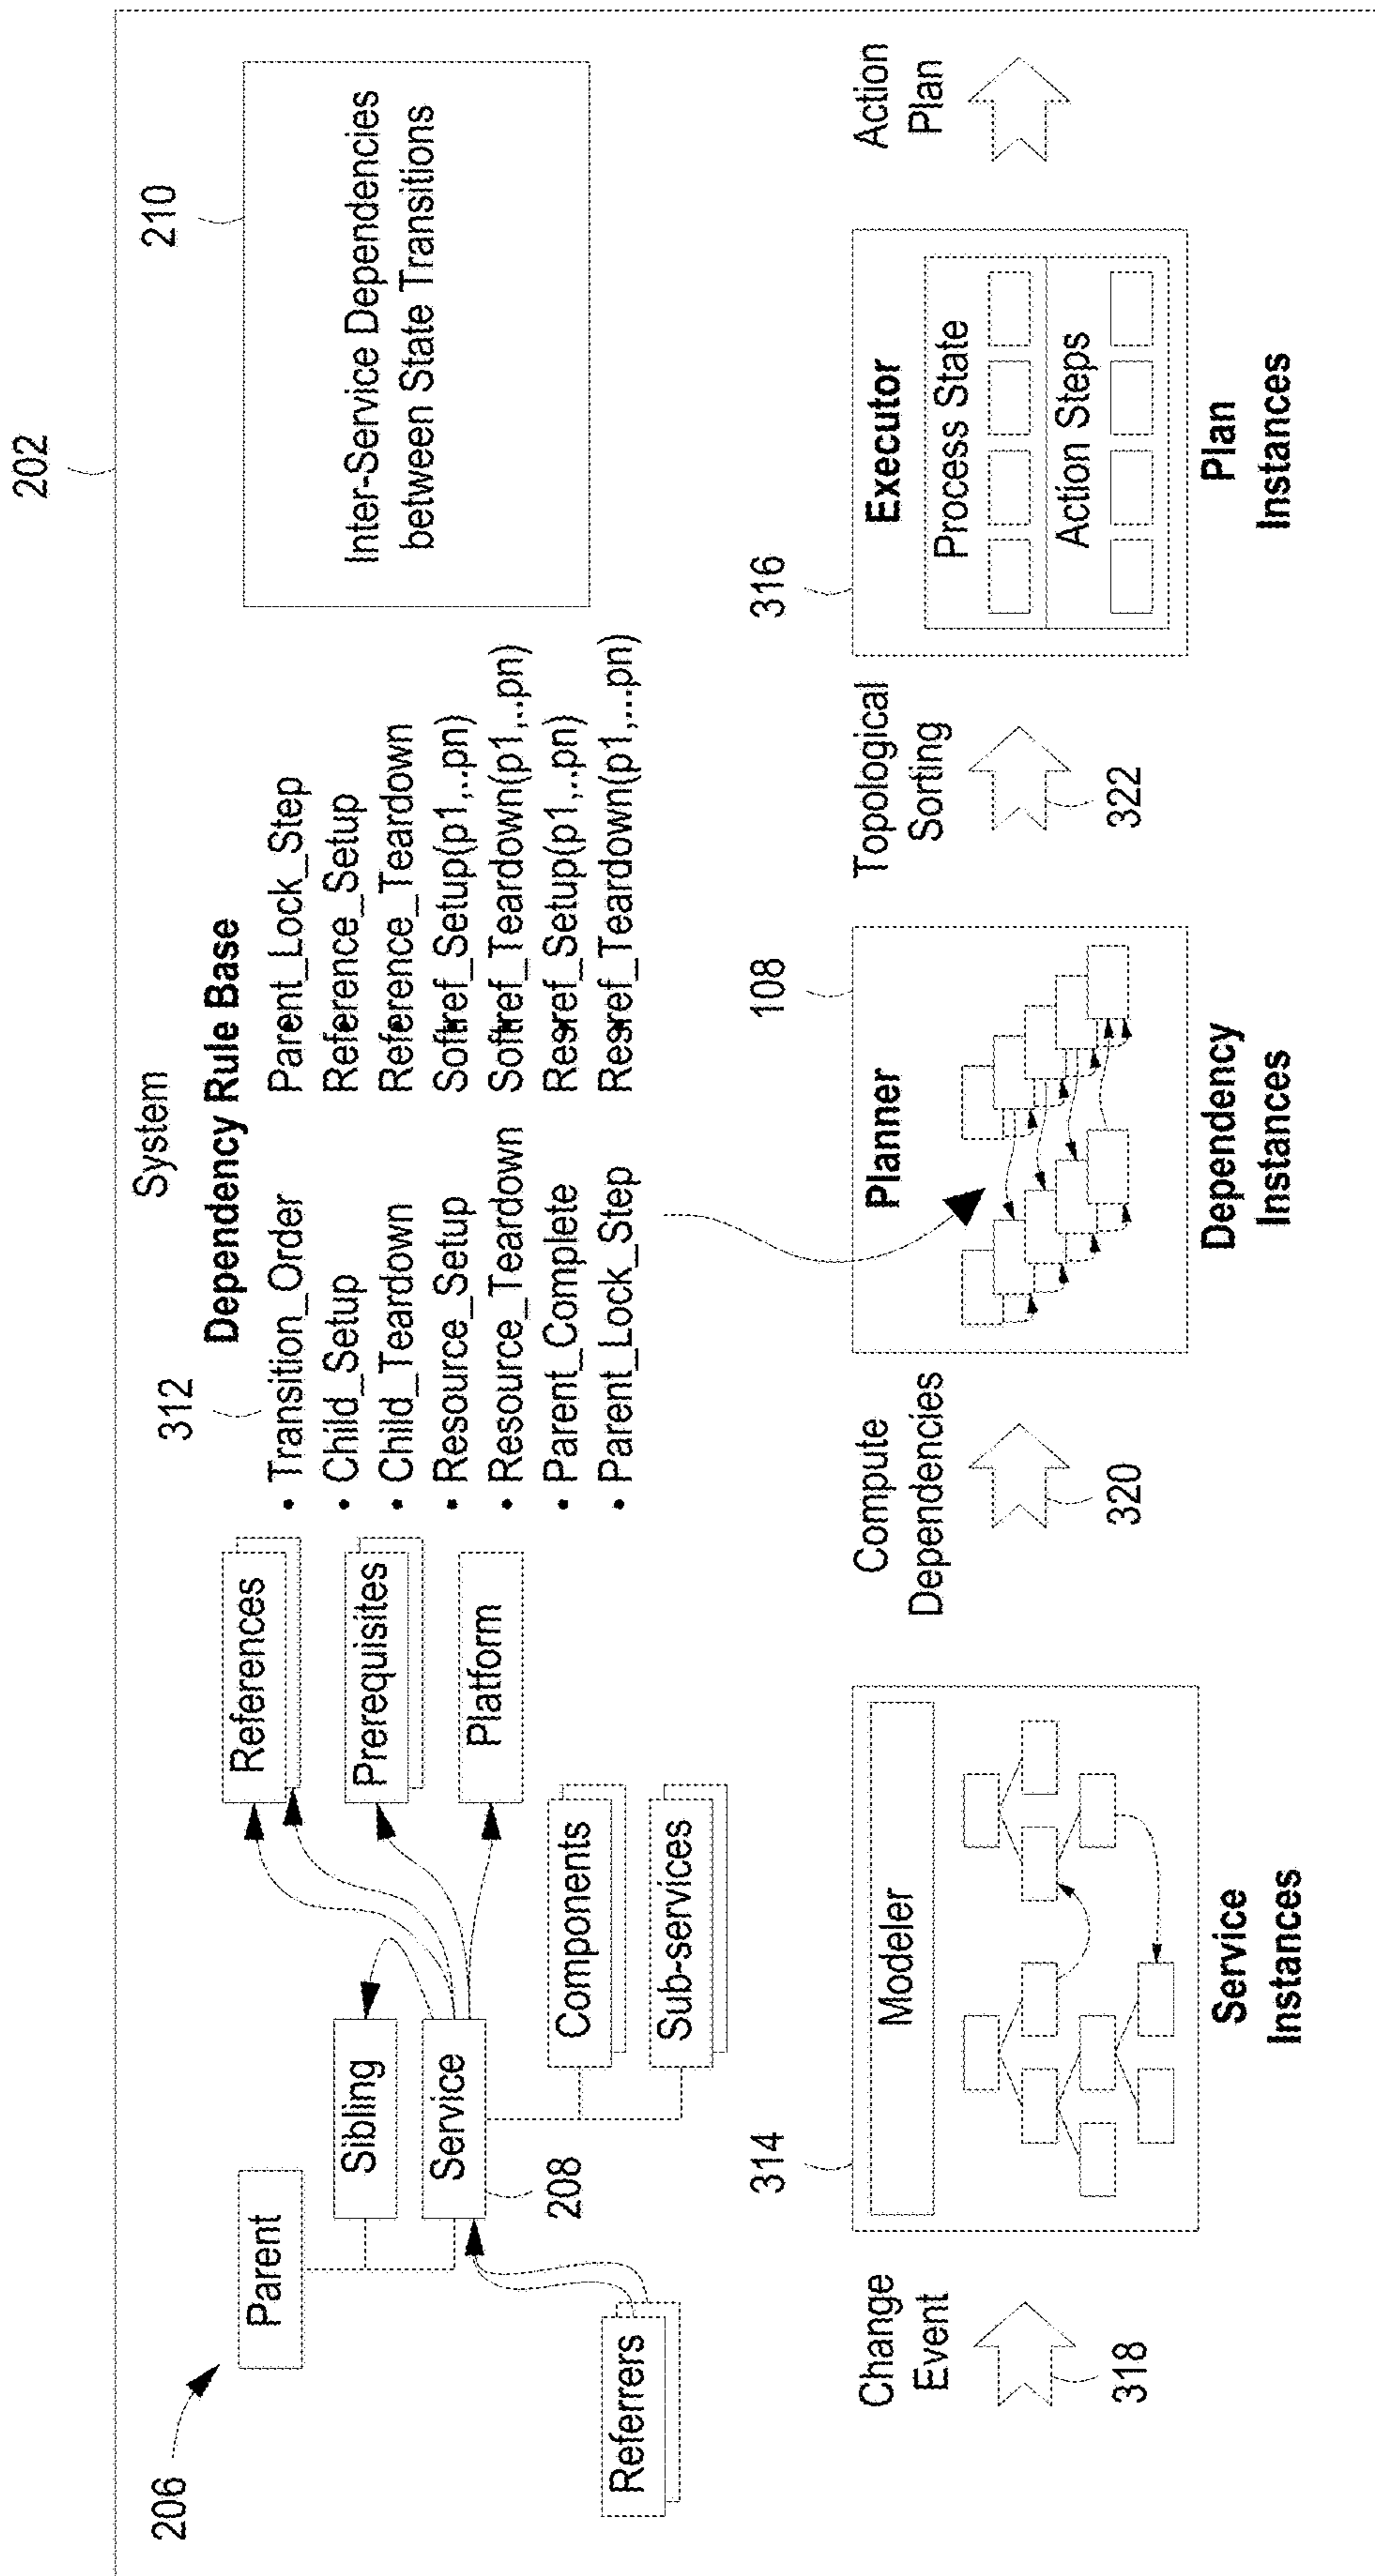 202
System
206
Parent
Sibling
Service
208
Referrers
References
Prerequisites
Platform
Components
Sub-services
312
Dependency Rule Base
• Transition_Order
• Child_Setup
• Child_Teardown
• Resource_Setup
• Resource_Teardown
• Parent_Complete
• Parent_Lock_Step
• Parent_Lock_Step
• Reference_Setup
• Reference_Teardown
• Softref_Setup(p1,..pn)
• Softref_Teardown(p1,..pn)
• Resref_Setup(p1,..pn)
• Resref_Teardown(p1,...pn)
210
Inter-Service Dependencies
between State Transitions
Change
Event
318
314
Modeler
Service
Instances
Compute
Dependencies
320
108
Planner
Dependency
Instances
Topological
Sorting
322
316
Executor
Process State
Action Steps
Plan
Instances
Action
Plan